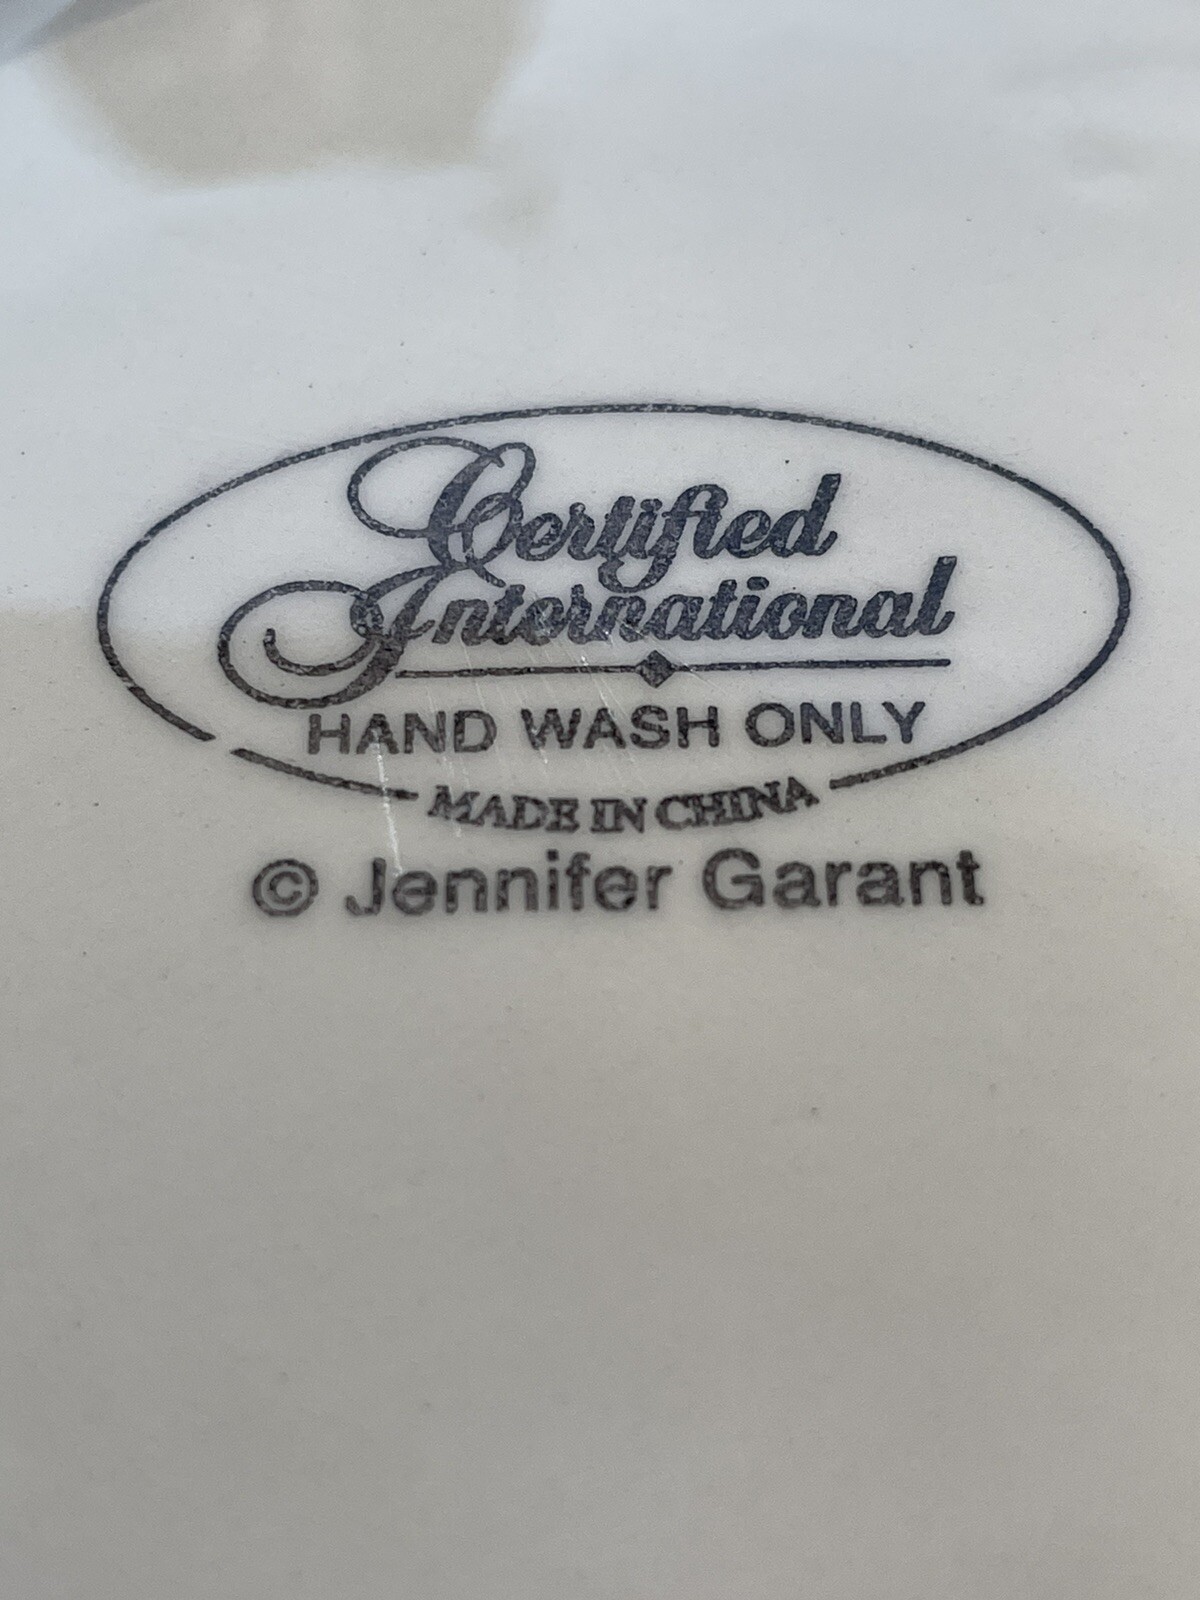 Certified
International
HAND WASH ONLY
MADE IN CHINA
© Jennifer Garant